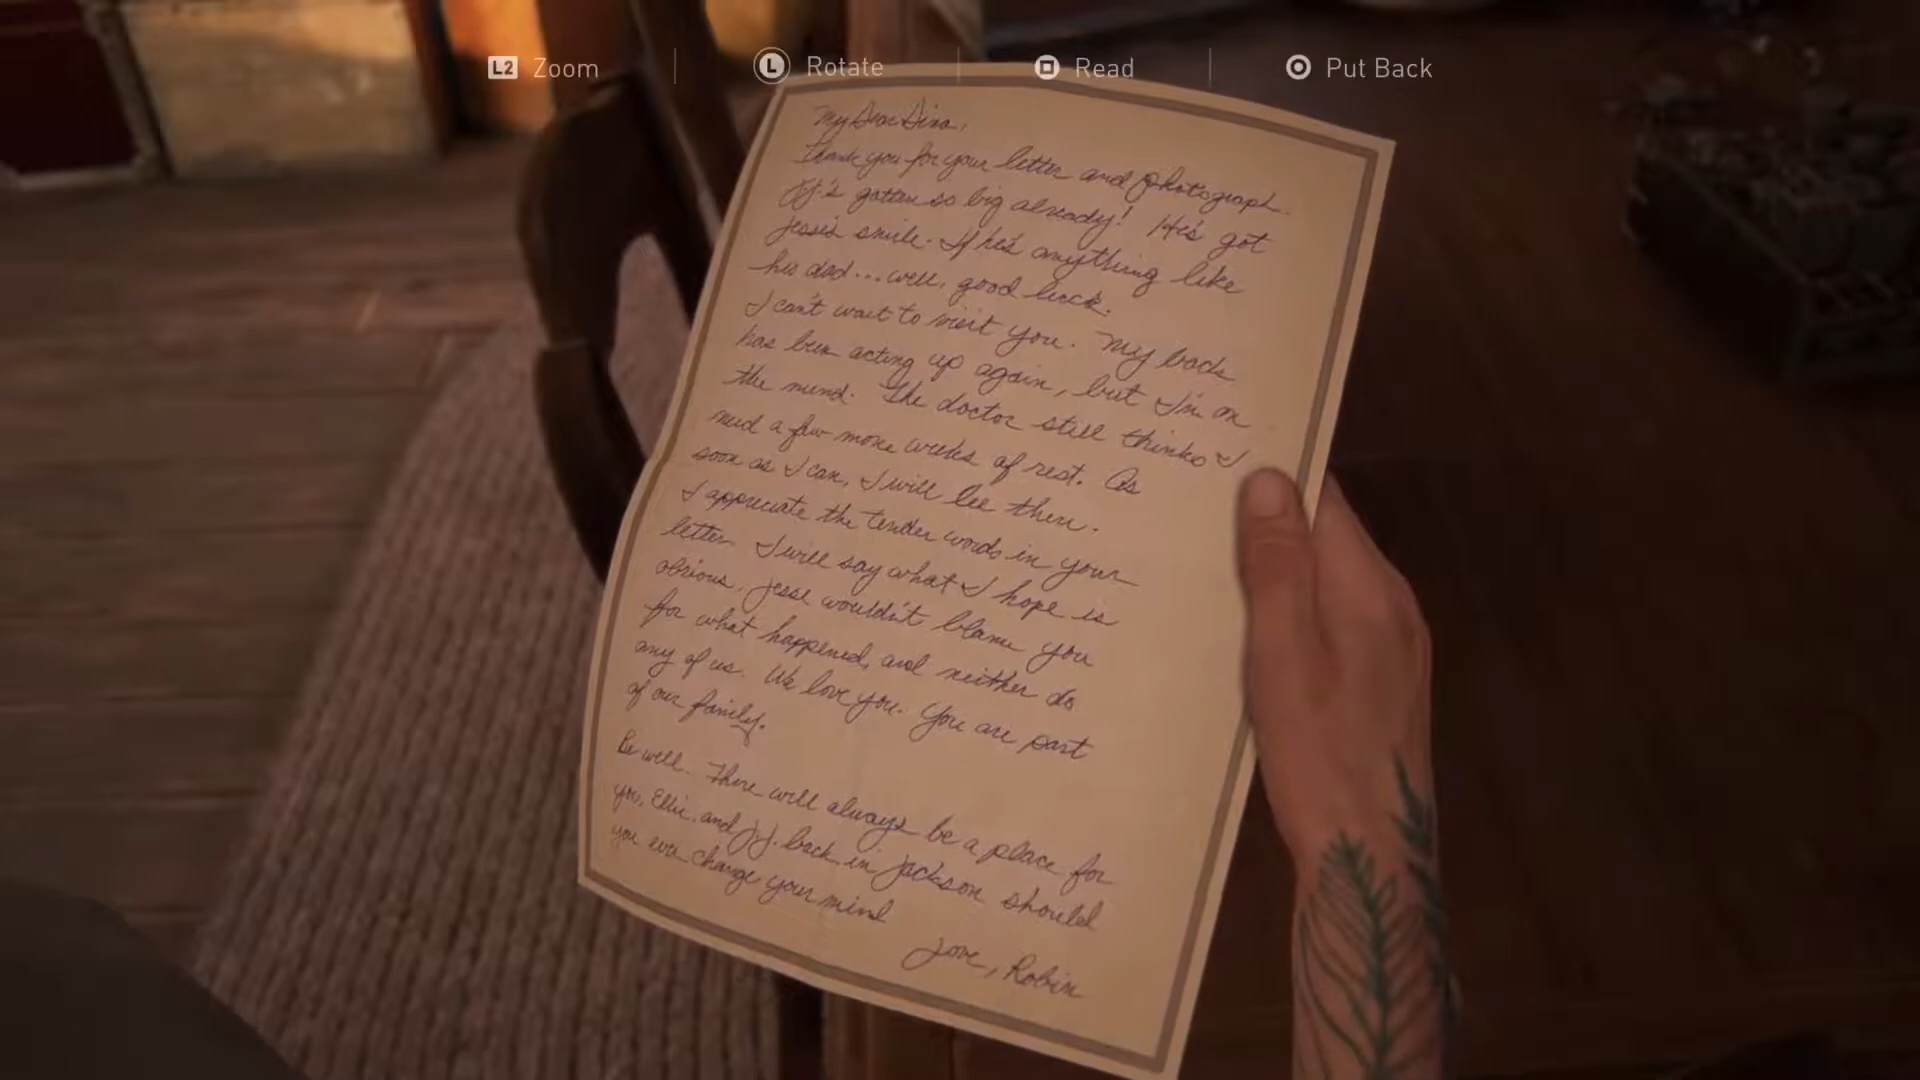 L2 Zoom
L Rotate
Read
Put Back
My Dear Dina,
Thank you for your letter and photograph.
JJ's gotten so big already! He's got
Jesse's smile. If he's anything like
his dad...well, good luck.
I can't wait to visit you. My back
has been acting up again, but I'm on
the mend. The doctor still thinks I
need a few more weeks of rest. As
soon as I can, I will be there.
I appreciate the tender words in your
letter. I will say what I hope is
obvious, Jesse wouldn't blame you
for what happened, and neither do
any of us. We love you. You are part
of our family.
Be well. There will always be a place for
you, Ellie, and J.J. back in Jackson should
you ever change your mind
Love, Robin